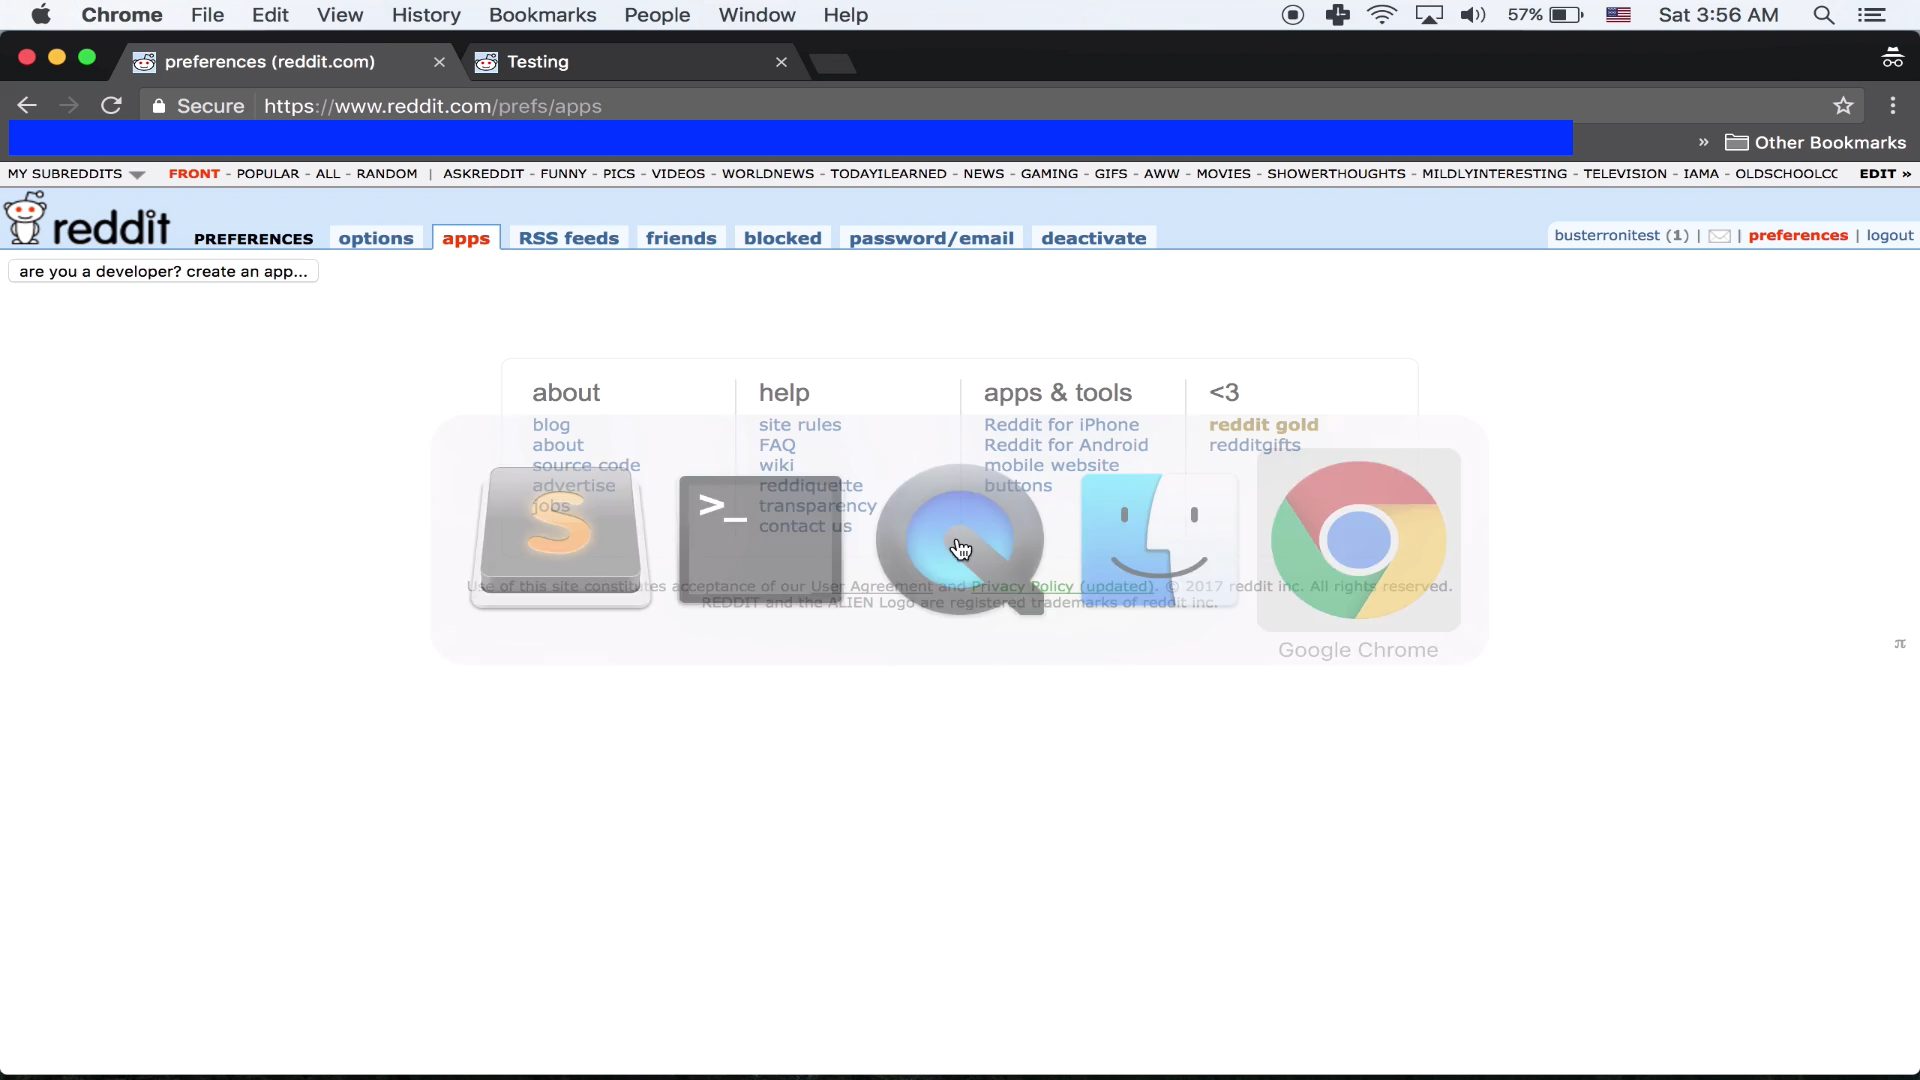 Chrome File Edit View History Bookmarks People Window Help 57% Sat 3:56 AM
preferences (reddit.com) Testing
Secure https://www.reddit.com/prefs/apps
» Other Bookmarks
MY SUBREDDITS FRONT - POPULAR - ALL - RANDOM | ASKREDDIT - FUNNY - PICS - VIDEOS - WORLDNEWS - TODAYILEARNED - NEWS - GAMING - GIFS - AWW - MOVIES - SHOWERTHOUGHTS - MILDLYINTERESTING - TELEVISION - IAMA - OLDSCHOOLCO EDIT »
reddit PREFERENCES options apps RSS feeds friends blocked password/email deactivate busterronitest (1) | | preferences | logout
are you a developer? create an app...
about help apps & tools <3
blog site rules Reddit for iPhone reddit gold
about FAQ Reddit for Android redditgifts
source code wiki mobile website
advertise reddiquette buttons
jobs transparency
contact us
S >_
Use of this site constitutes acceptance of our User Agreement and Privacy Policy (updated). © 2017 reddit inc. All rights reserved.
REDDIT and the ALIEN Logo are registered trademarks of reddit inc.
π
Google Chrome